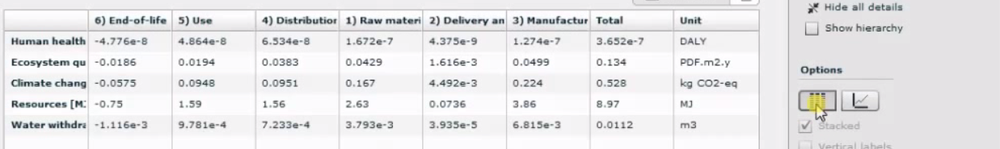 6) End-of-life 5) Use 4) Distribution 1) Raw materi 2) Delivery an 3) Manufactur Total Unit
Human health -4.776e-8 4.864e-8 6.534e-8 1.672e-7 4.375e-9 1.274e-7 3.652e-7 DALY
Ecosystem qu -0.0186 0.0194 0.0383 0.0429 1.616e-3 0.0499 0.134 PDF.m2.y
Climate chang -0.0575 0.0948 0.0951 0.167 4.492e-3 0.224 0.528 kg CO2-eq
Resources [M -0.75 1.59 1.56 2.63 0.0736 3.86 8.97 MJ
Water withdra -1.116e-3 9.781e-4 7.233e-4 3.793e-3 3.935e-5 6.815e-3 0.0112 m3
Hide all details
Show hierarchy
Options
Stacked
Vertical labels